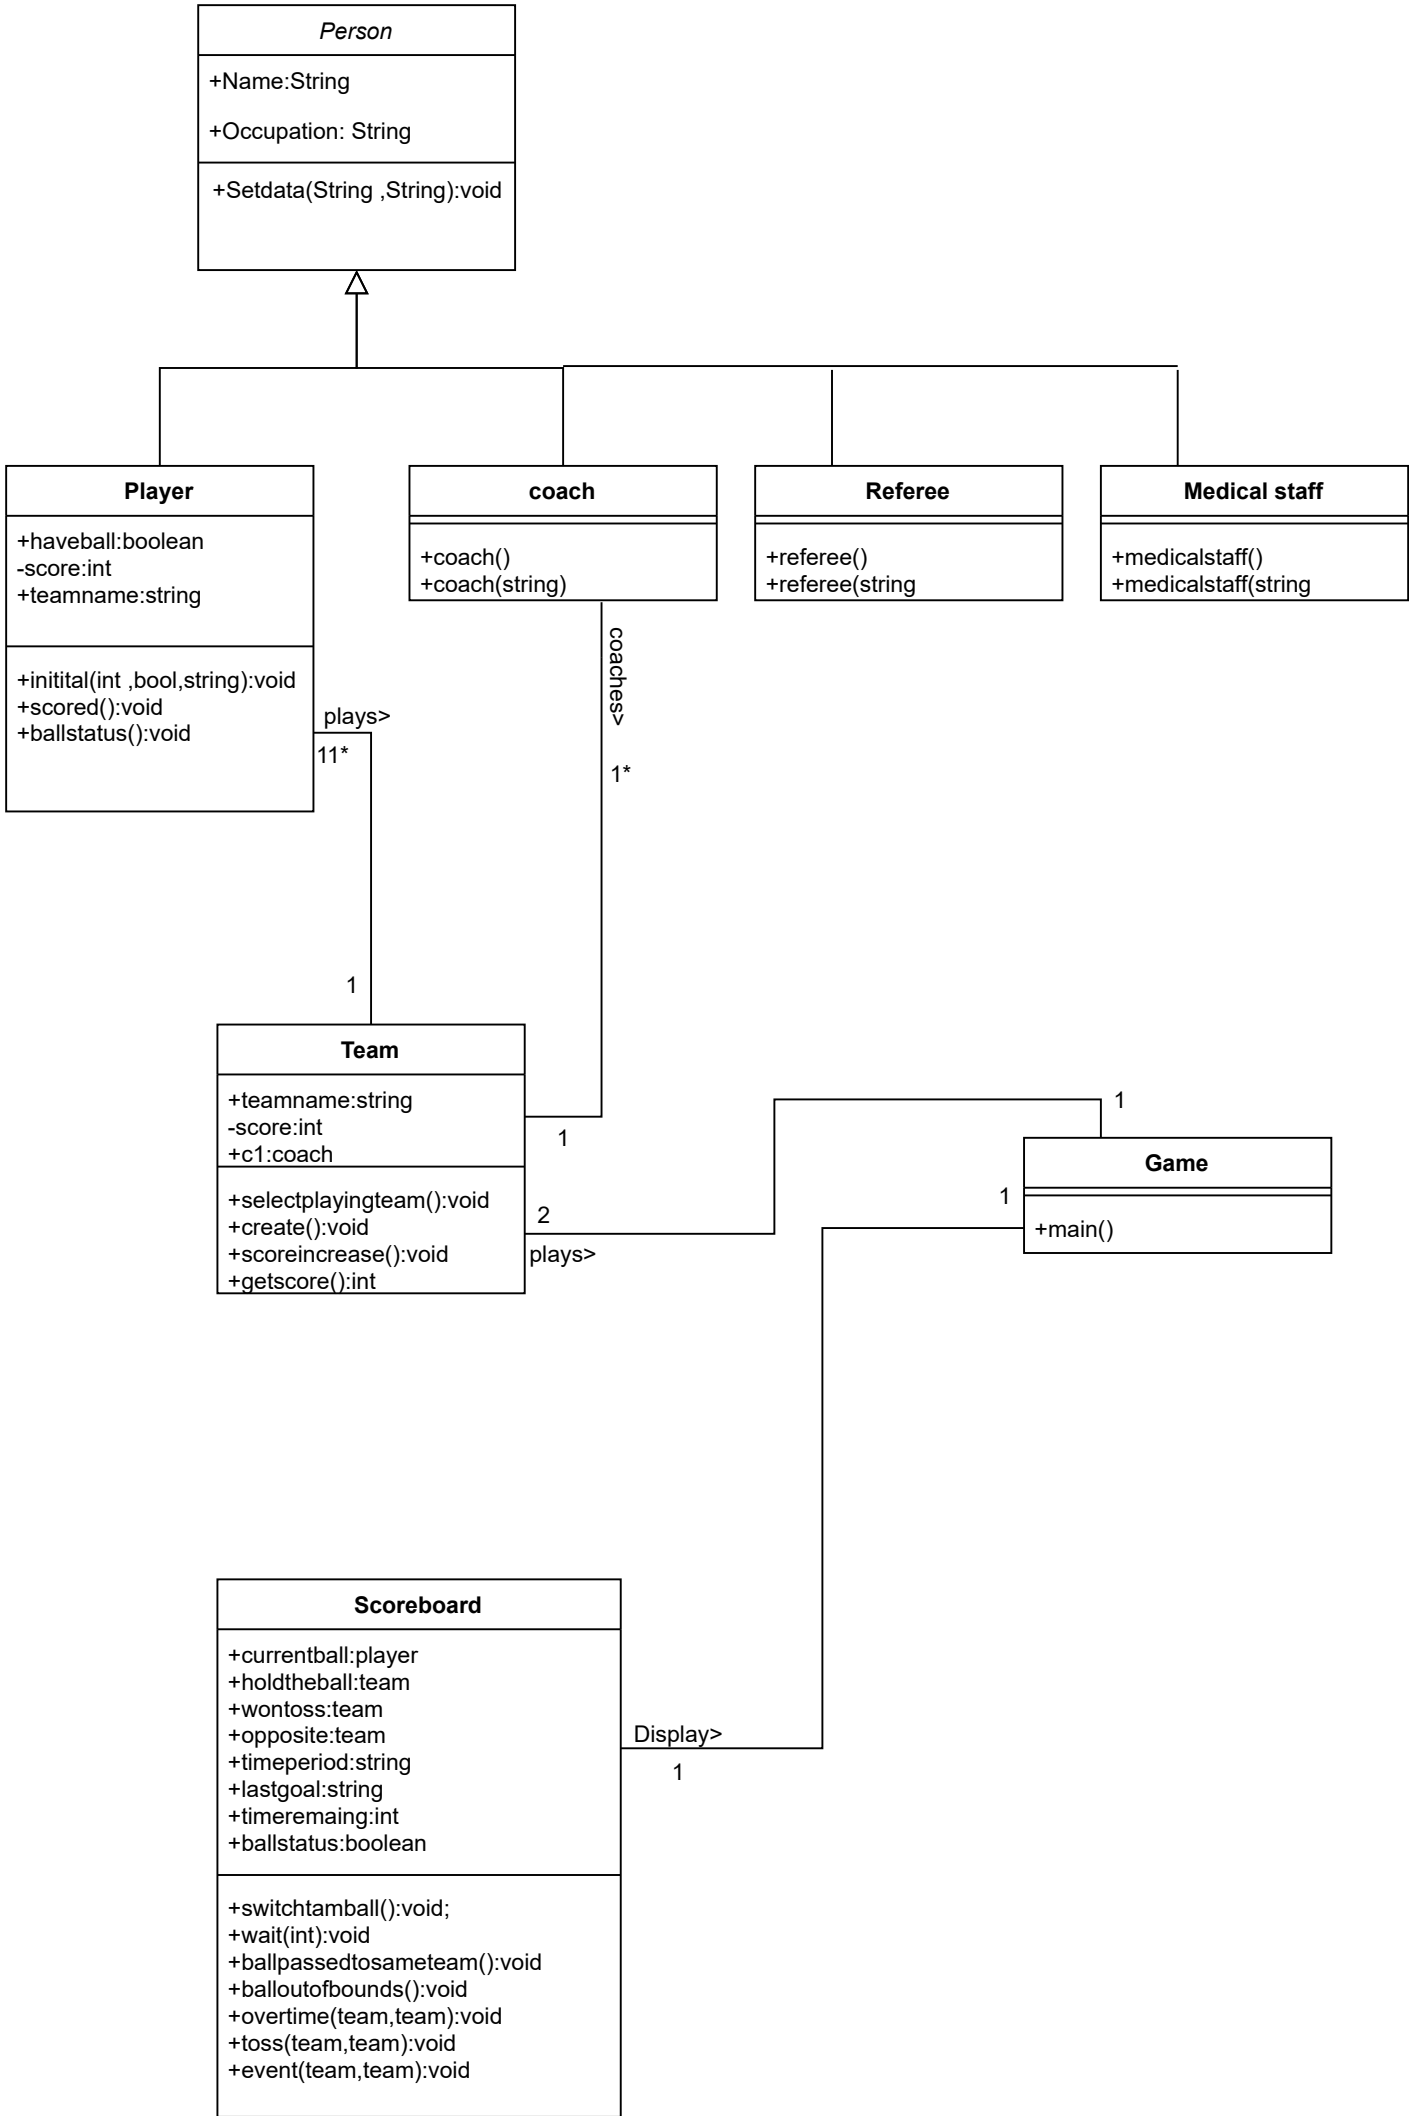 Person
+Name:String
+Occupation: String
+Setdata(String ,String):void
Player
+haveball:boolean
-score:int
+teamname:string
+initital(int ,bool,string):void
+scored():void
+ballstatus():void
coach
+coach()
+coach(string)
Referee
+referee()
+referee(string
Medical staff
+medicalstaff()
+medicalstaff(string
plays>
11*
1
coaches>
1*
1
Team
+teamname:string
-score:int
+c1:coach
+selectplayingteam():void
+create():void
+scoreincrease():void
+getscore():int
2
plays>
1
Game
+main()
1
Scoreboard
+currentball:player
+holdtheball:team
+wontoss:team
+opposite:team
+timeperiod:string
+lastgoal:string
+timeremaing:int
+ballstatus:boolean
+switchtamball():void;
+wait(int):void
+ballpassedtosameteam():void
+balloutofbounds():void
+overtime(team,team):void
+toss(team,team):void
+event(team,team):void
Display>
1